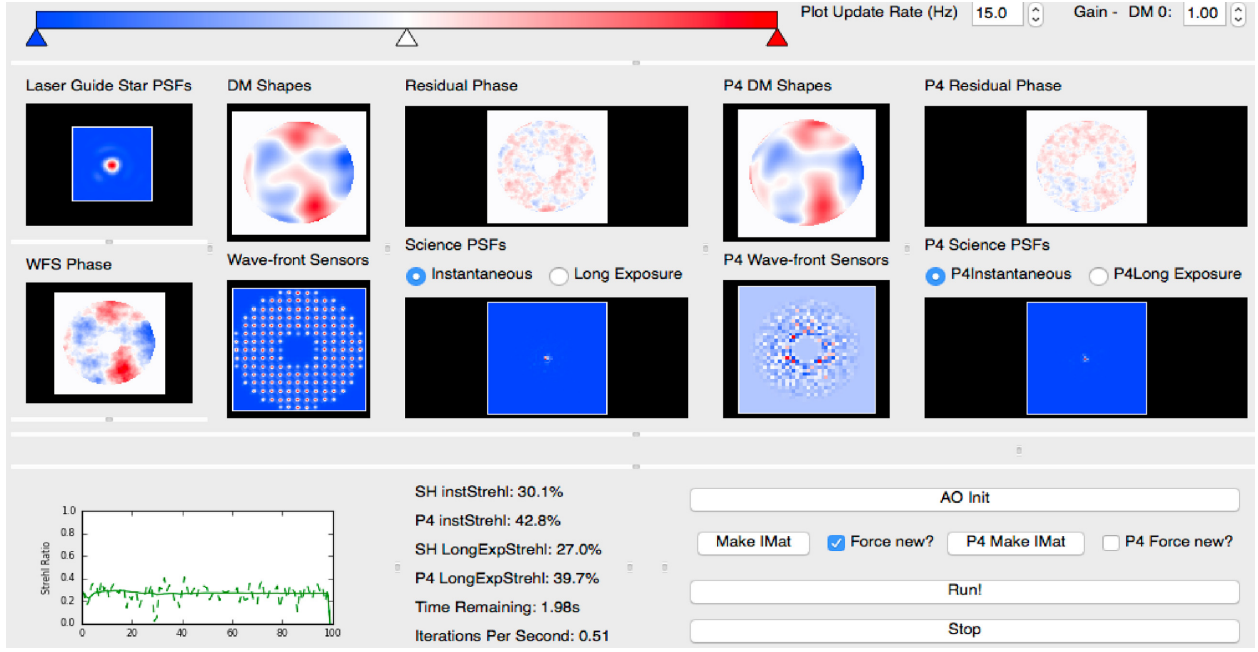 Plot Update Rate (Hz) 15.0 Gain - DM 0: 1.00
Laser Guide Star PSFs DM Shapes Residual Phase P4 DM Shapes P4 Residual Phase
Science PSFs P4 Science PSFs
WFS Phase Wave-front Sensors P4 Wave-front Sensors
Instantaneous Long Exposure P4Instantaneous P4Long Exposure
SH instStrehl: 30.1%
P4 instStrehl: 42.8%
SH LongExpStrehl: 27.0%
P4 LongExpStrehl: 39.7%
Time Remaining: 1.98s
Iterations Per Second: 0.51
AO Init
Make IMat Force new? P4 Make IMat P4 Force new?
Run!
Stop
Strehl Ratio
1.0
0.8
0.6
0.4
0.2
0.0
0 20 40 60 80 100